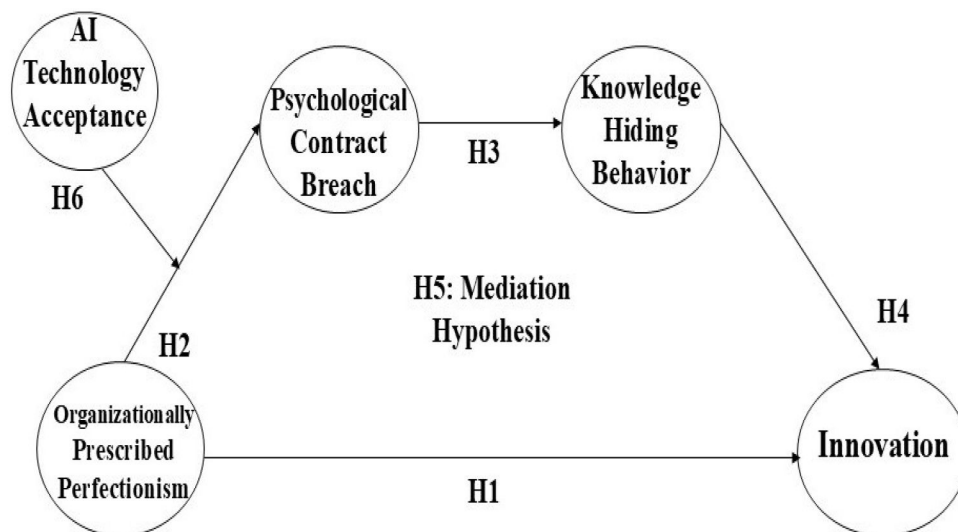 AI
Technology
Acceptance
H6
Psychological
Contract
Breach
H3
Knowledge
Hiding
Behavior
H5: Mediation
Hypothesis
H2
H4
Organizationally
Prescribed
Perfectionism
H1
Innovation